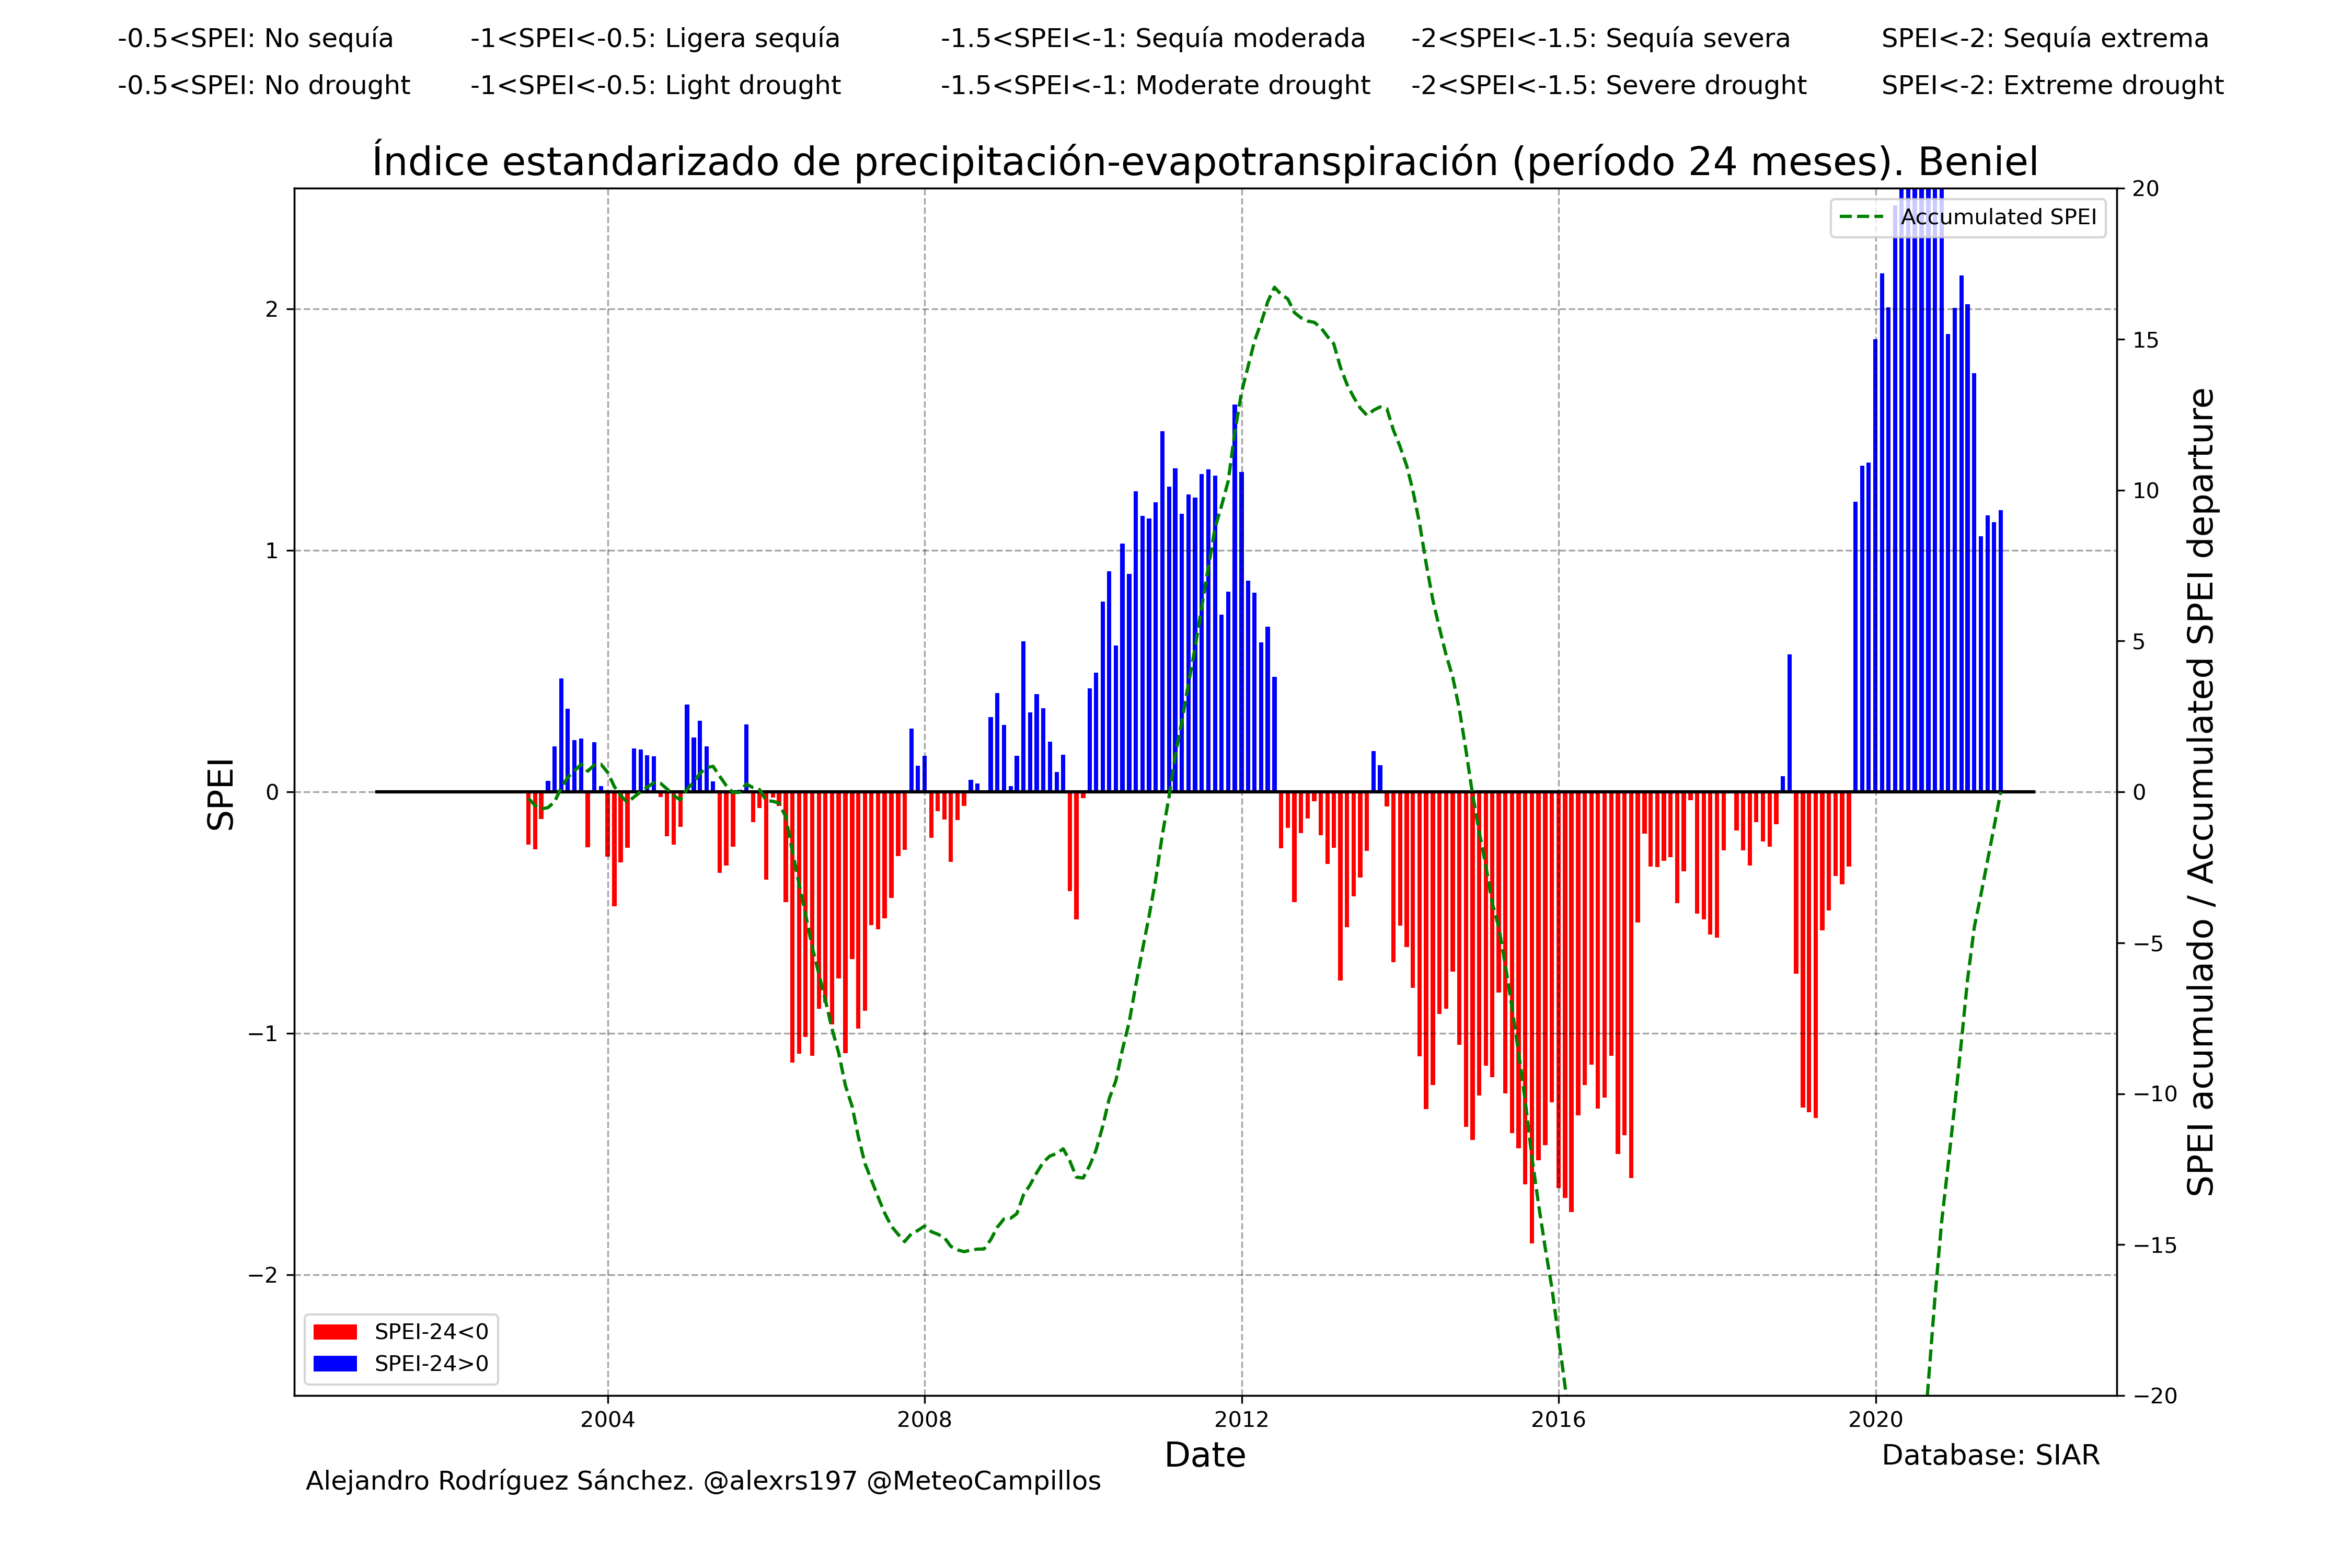 -0.5<SPEI: No sequía -1<SPEI<-0.5: Ligera sequía -1.5<SPEI<-1: Sequía moderada -2<SPEI<-1.5: Sequía severa SPEI<-2: Sequía extrema
-0.5<SPEI: No drought -1<SPEI<-0.5: Light drought -1.5<SPEI<-1: Moderate drought -2<SPEI<-1.5: Severe drought SPEI<-2: Extreme drought
Índice estandarizado de precipitación-evapotranspiración (período 24 meses). Beniel
Accumulated SPEI
SPEI
2
1
0
−1
−2
20
15
10
5
0
−5
−10
−15
−20
SPEI acumulado / Accumulated SPEI departure
SPEI-24<0
SPEI-24>0
2004 2008 2012 2016 2020
Date
Database: SIAR
Alejandro Rodríguez Sánchez. @alexrs197 @MeteoCampillos